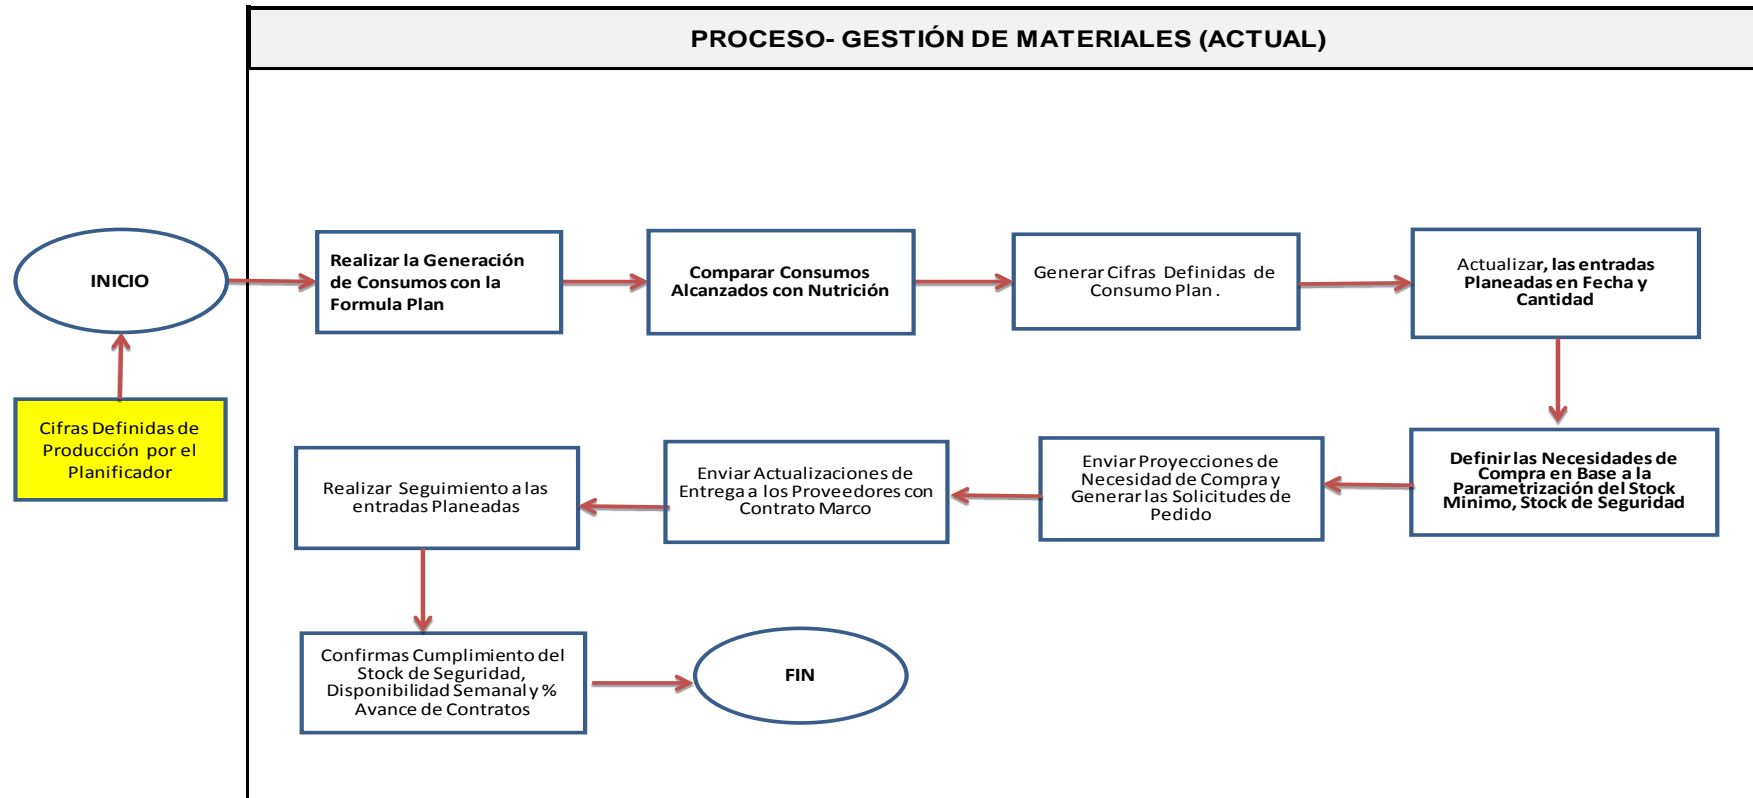 PROCESO- GESTIÓN DE MATERIALES (ACTUAL)
INICIO
Cifras Definidas de
Producción por el
Planificador
Realizar la Generación
de Consumos con la
Formula Plan
Comparar Consumos
Alcanzados con Nutrición
Generar Cifras Definidas de
Consumo Plan .
Actualizar, las entradas
Planeadas en Fecha y
Cantidad
Definir las Necesidades de
Compra en Base a la
Parametrización del Stock
Minimo, Stock de Seguridad
Enviar Proyecciones de
Necesidad de Compra y
Generar las Solicitudes de
Pedido
Enviar Actualizaciones de
Entrega a los Proveedores con
Contrato Marco
Realizar Seguimiento a las
entradas Planeadas
Confirmas Cumplimiento del
Stock de Seguridad,
Disponibilidad Semanal y %
Avance de Contratos
FIN